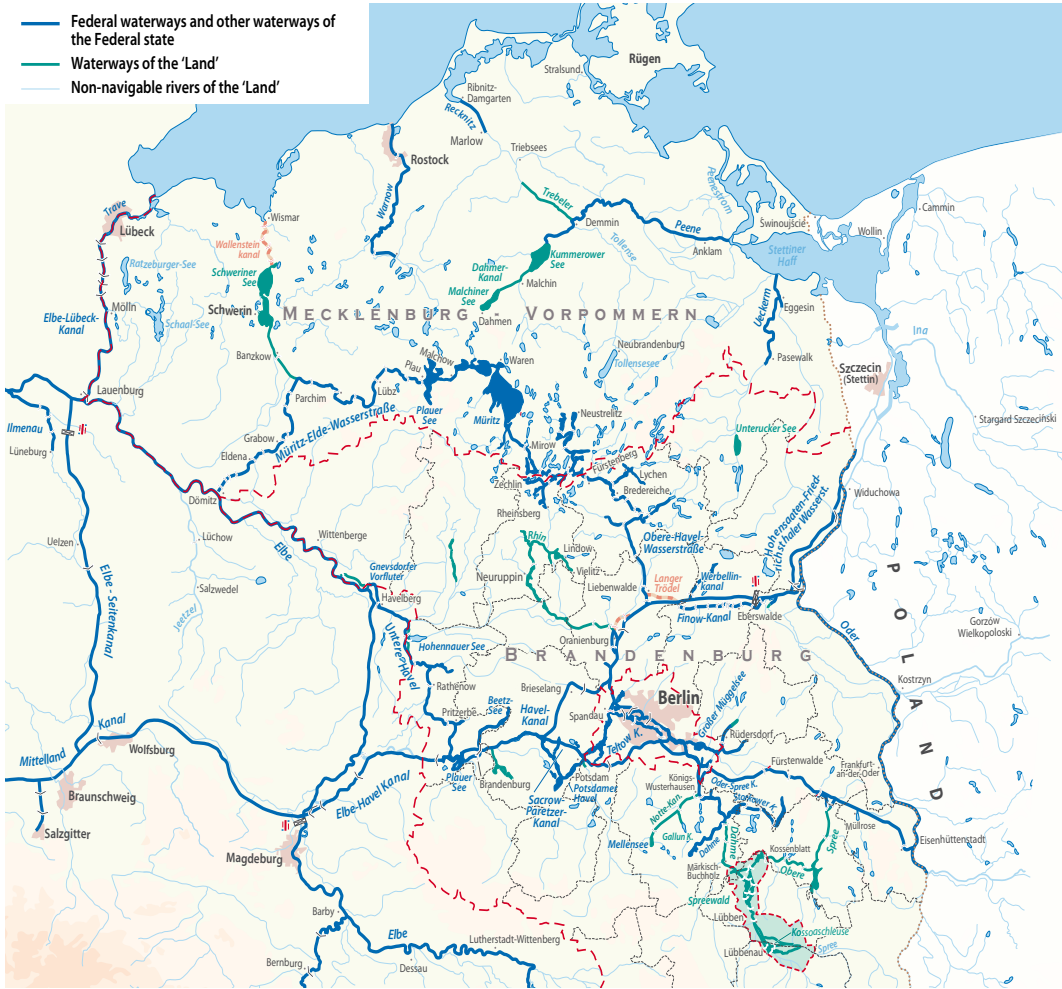 Federal waterways and other waterways of
the Federal state
Waterways of the ‘Land’
Non-navigable rivers of the ‘Land’
Rügen
Stralsund
Ribnitz-
Damgarten
Recknitz
Marlow
Triebsees
Rostock
Warnow
Trebeler
Demmin
Peene
Peenestrom
Anklam
Swinoujście
Cammin
Wollin
Stettiner
Haff
Trave
Lübeck
Wismar
Wallenstein
kanal
Ratzeburger-See
Schweriner
See
Schwerin
Mölln
Schaal-See
Elbe-Lübeck-
Kanal
Tollense
Kummerower
See
Dahmer-
Kanal
Malchin
Malchiner
See
Dahmen
MECKLENBURG - VORPOMMERN
Ueckerm
Eggesin
Pasewalk
Ina
Szczecin
(Stettin)
Stargard Szczeciński
Neubrandenburg
Tollensesee
Banzkow
Malchow
Plau
Waren
Lübz
Parchim
Plauer
See
Müritz
Müritz-Elde-Wasserstraße
Neustreitz
Mirow
Unterucker See
Lauenburg
Ilmenau
Lüneburg
Grabow
Eldena
Dömitz
Zechlin
Fürstenberg
Lychen
Bredereiche
Rheinsberg
Widuchowa
Hohensaaten-Fried-
richsthaler Wasserst.
Obere-Havel-
Wasserstraße
Uelzen
Lüchow
Wittenberge
Elbe
Rhin
Lindow
Vielitz
Neuruppin
Liebenwalde
Langer
Trödel
Werbellin-
kanal
Gnevsdorfer
Vorfluter
Havelberg
Salzwedel
Jeetzel
Elbe - Seitenkanal
Finow-Kanal
Eberswalde
Oranienburg
Oder
POLAND
Gorzów
Wielkopoloski
Kostrzyn
Untere-Havel
Hohennauer See
BRANDENBURG
Rathenow
Brieselang
Berlin
Pritzerbe
Beetz-
See
Havel-
Kanal
Spandau
Großer Müggelsee
Rüdersdorf
Teltow K.
Mittelland
Kanal
Wolfsburg
Braunschweig
Salzgitter
Elbe-Havel Kanal
Plauer
See
Brandenburg
Sacrow-
Paretzer-
Kanal
Potsdam
Potsdamer
Havel
Königs-
Wusterhausen
Oder-Spree K.
Fürstenwalde
Frankfurt-
an-der-Oder
Storkower K.
Notte-Kan.
Gallun K.
Mellensee
Dahme
Dahme
Müllrose
Eisenhüttenstadt
Spree
Kossenblatt
Obere
Märkisch-
Buchholz
Spreewald
Lübben
Kossoaschleuse
Spree
Lübbenau
Magdeburg
Barby
Bernburg
Elbe
Dessau
Lutherstadt-Wittenberg